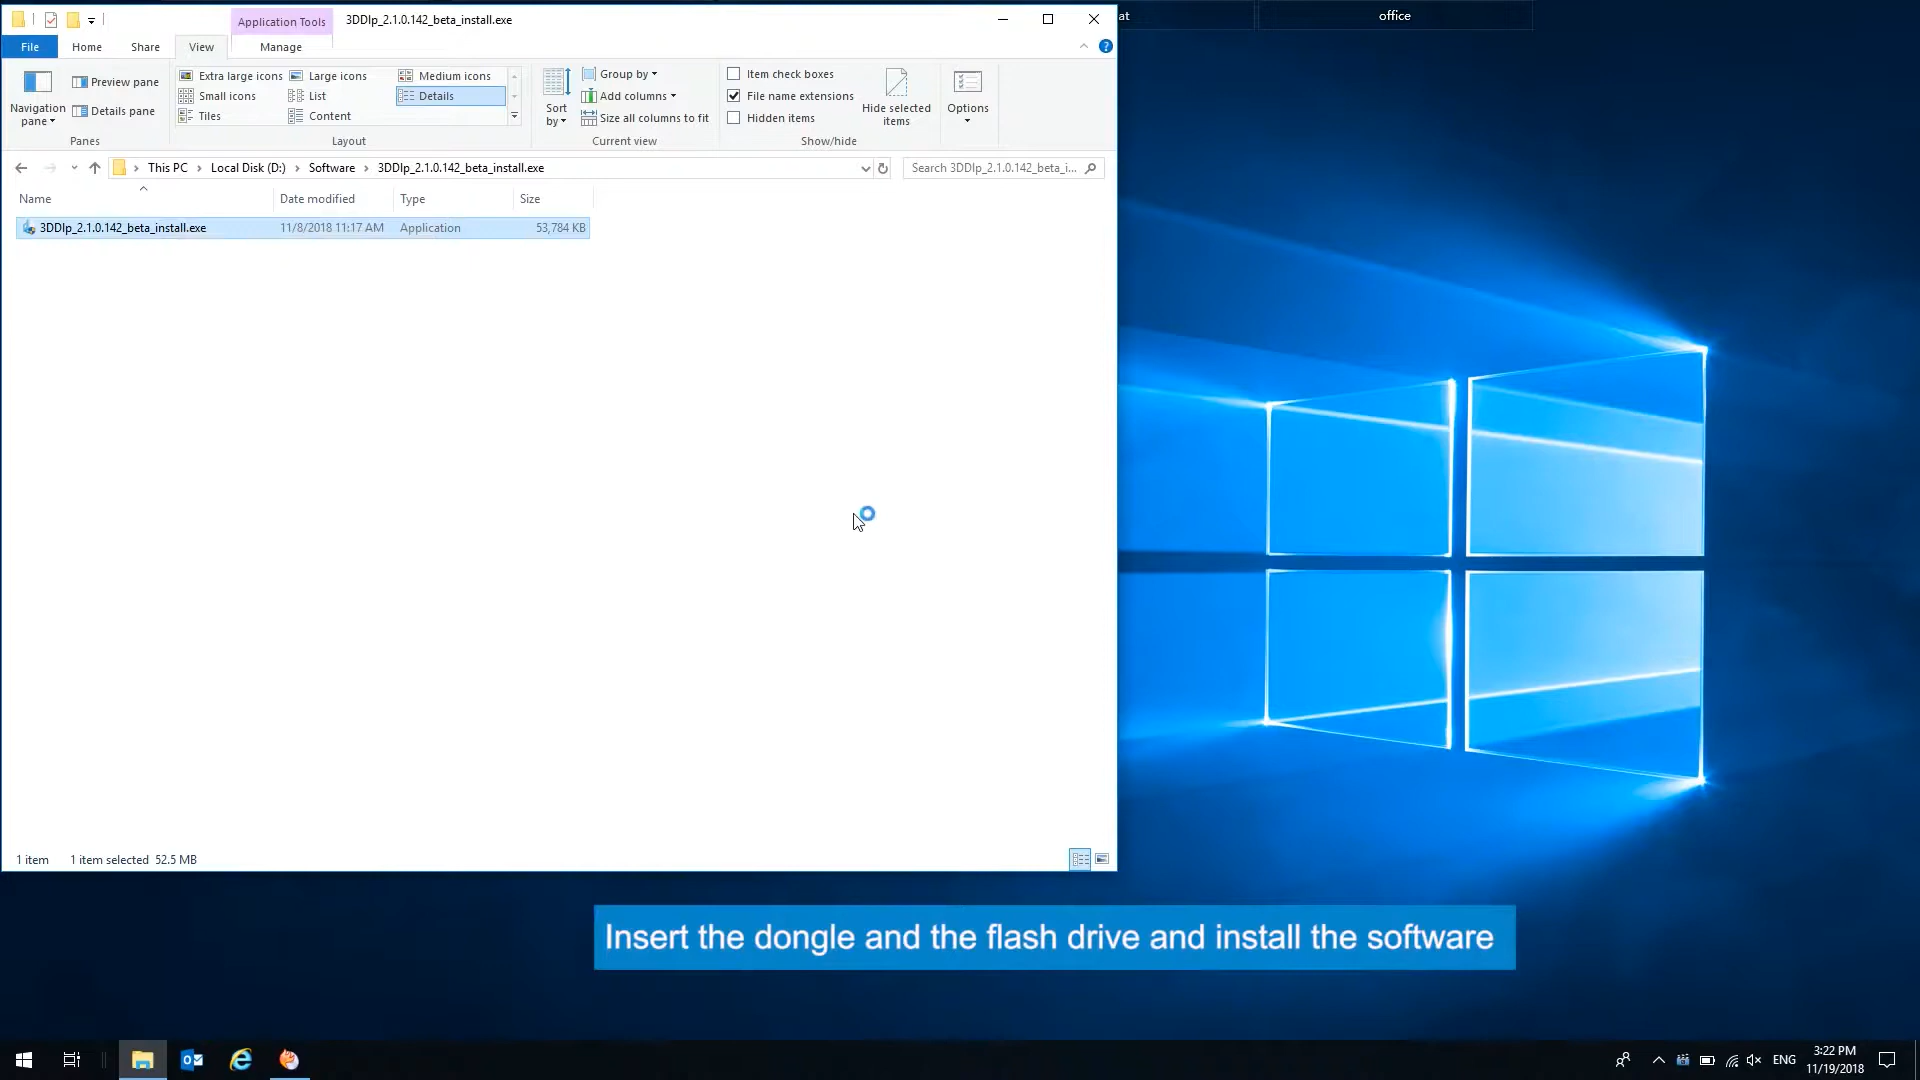 Application Tools
3DDlp_2.1.0.142_beta_install.exe
at
office
File
Home
Share
View
Manage
Navigation pane
Preview pane
Details pane
Panes
Extra large icons
Large icons
Medium icons
Small icons
List
Details
Tiles
Content
Layout
Sort by
Group by
Add columns
Size all columns to fit
Current view
Item check boxes
File name extensions
Hidden items
Hide selected items
Show/hide
Options
This PC
Local Disk (D:)
Software
3DDlp_2.1.0.142_beta_install.exe
Search 3DDlp_2.1.0.142_beta_i...
Name
Date modified
Type
Size
3DDlp_2.1.0.142_beta_install.exe
11/8/2018 11:17 AM
Application
53,784 KB
1 item
1 item selected 52.5 MB
Insert the dongle and the flash drive and install the software
ENG
3:22 PM
11/19/2018